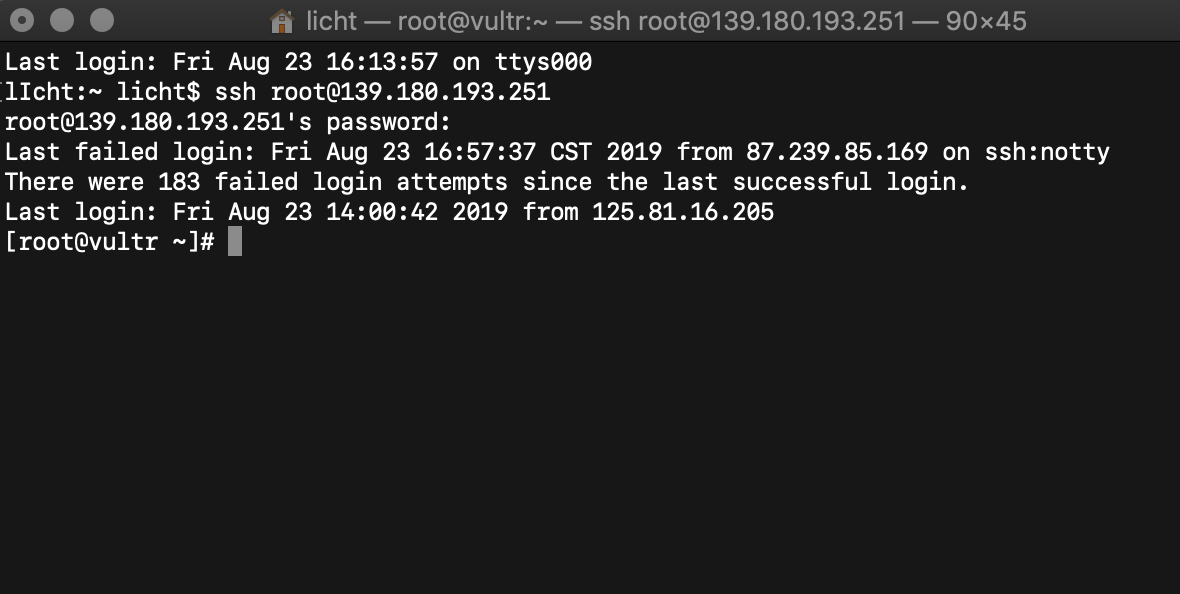 licht — root@vultr:~ — ssh root@139.180.193.251 — 90×45
Last login: Fri Aug 23 16:13:57 on ttys000
lIcht:~ licht$ ssh root@139.180.193.251
root@139.180.193.251's password:
Last failed login: Fri Aug 23 16:57:37 CST 2019 from 87.239.85.169 on ssh:notty
There were 183 failed login attempts since the last successful login.
Last login: Fri Aug 23 14:00:42 2019 from 125.81.16.205
[root@vultr ~]#